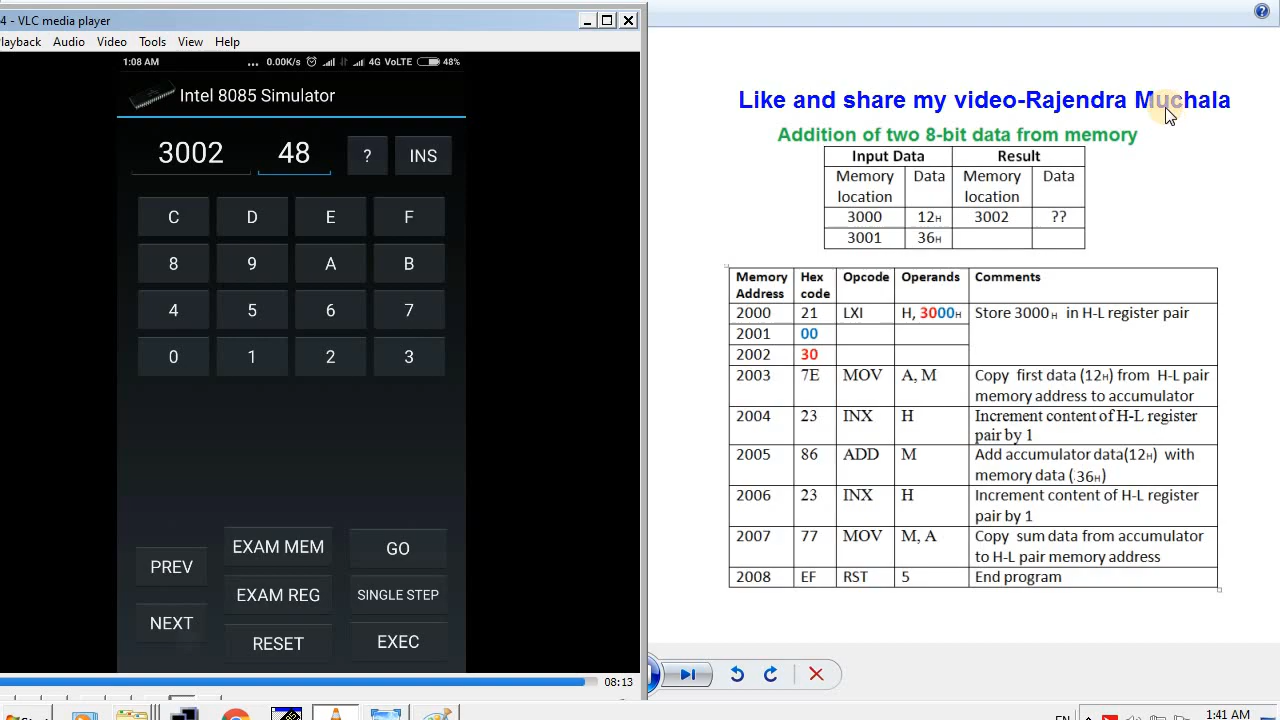 4 - VLC media player
layback Audio Video Tools View Help
1:08 AM ... 0.00K/s 4G VoLTE 48%
Intel 8085 Simulator
3002 48 ? INS
C D E F
8 9 A B
4 5 6 7
0 1 2 3
PREV EXAM MEM GO
NEXT EXAM REG SINGLE STEP
RESET EXEC
08:13
Like and share my video-Rajendra Muchala
Addition of two 8-bit data from memory
Input Data Result
Memory location Data Memory location Data
3000 12H 3002 ??
3001 36H
Memory Address Hex code Opcode Operands Comments
2000 21 LXI H, 3000H Store 3000 H in H-L register pair
2001 00
2002 30
2003 7E MOV A, M Copy first data (12H) from H-L pair
memory address to accumulator
2004 23 INX H Increment content of H-L register
pair by 1
2005 86 ADD M Add accumulator data(12H) with
memory data (36H)
2006 23 INX H Increment content of H-L register
pair by 1
2007 77 MOV M, A Copy sum data from accumulator
to H-L pair memory address
2008 EF RST 5 End program
EN 1:41 AM